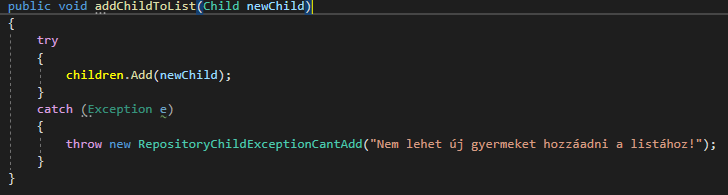 public void addChildToList(Child newChild)
{
try
{
children.Add(newChild);
}
catch (Exception e)
{
throw new RepositoryChildExceptionCantAdd("Nem lehet új gyermeket hozzáadni a listához!");
}
}